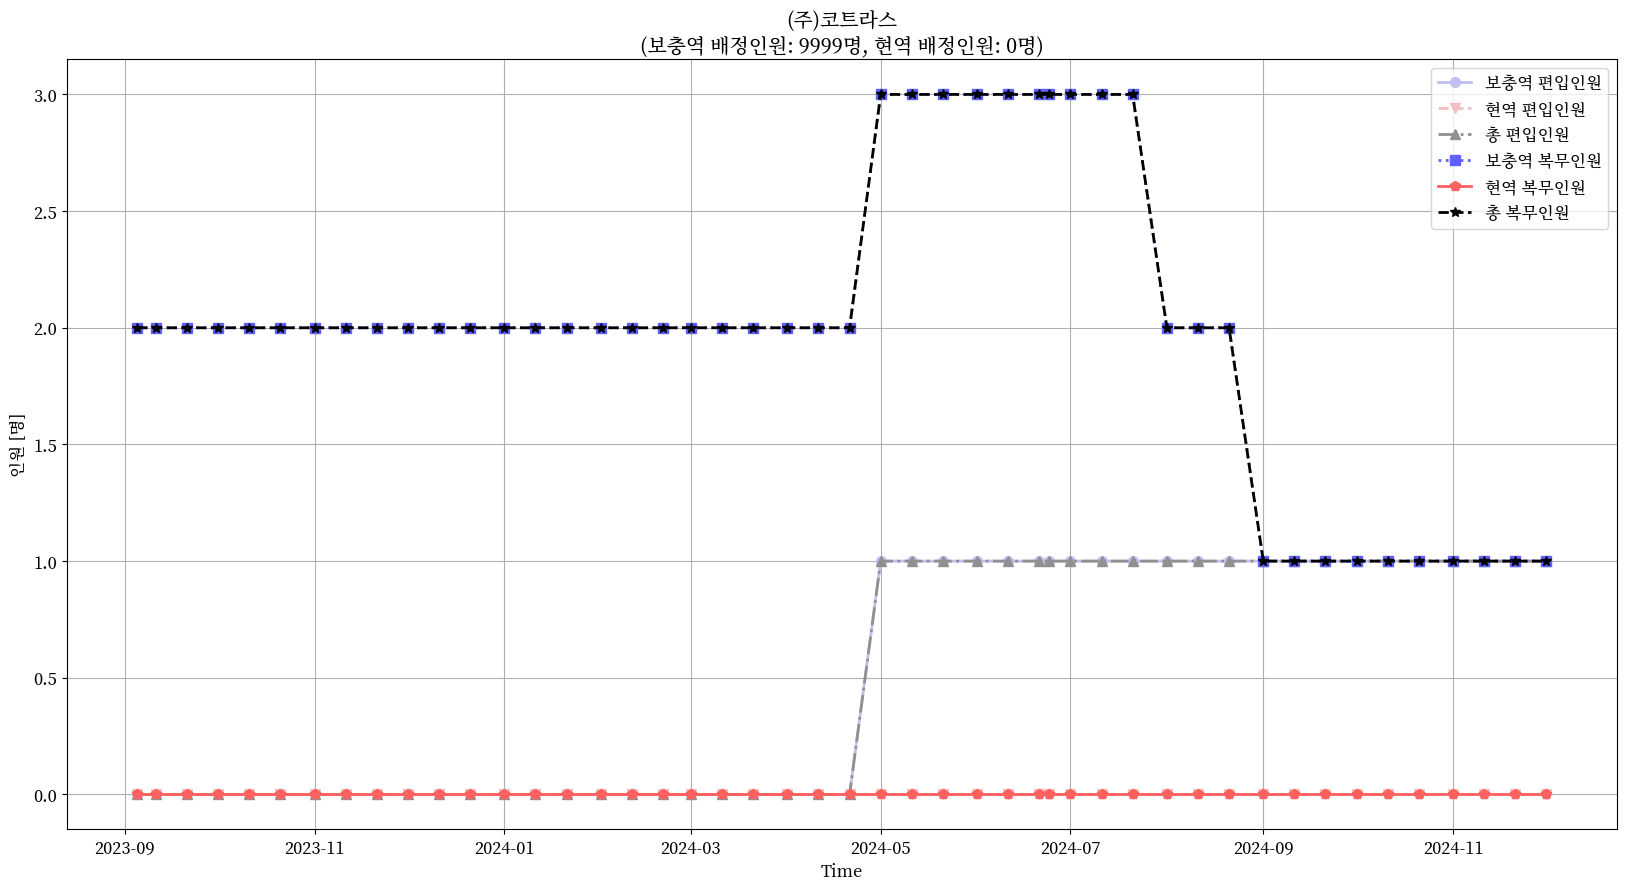 (주)코트라스
(보충역 배정인원: 9999명, 현역 배정인원: 0명)
보충역 편입인원
현역 편입인원
총 편입인원
보충역 복무인원
현역 복무인원
총 복무인원
인원 [명]
3.0
2.5
2.0
1.5
1.0
0.5
0.0
2023-09
2023-11
2024-01
2024-03
2024-05
2024-07
2024-09
2024-11
Time